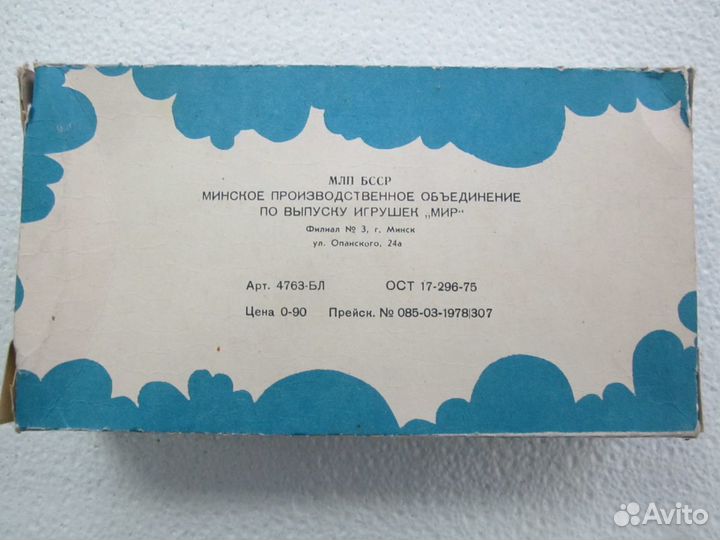 МЛП БССР
МИНСКОЕ ПРОИЗВОДСТВЕННОЕ ОБЪЕДИНЕНИЕ
ПО ВЫПУСКУ ИГРУШЕК „МИР“
Филиал № 3, г. Минск
ул. Опанского, 24а
Арт. 4763-БЛ ОСТ 17-296-75
Цена 0-90 Прейск. № 085-03-1978|307
Avito